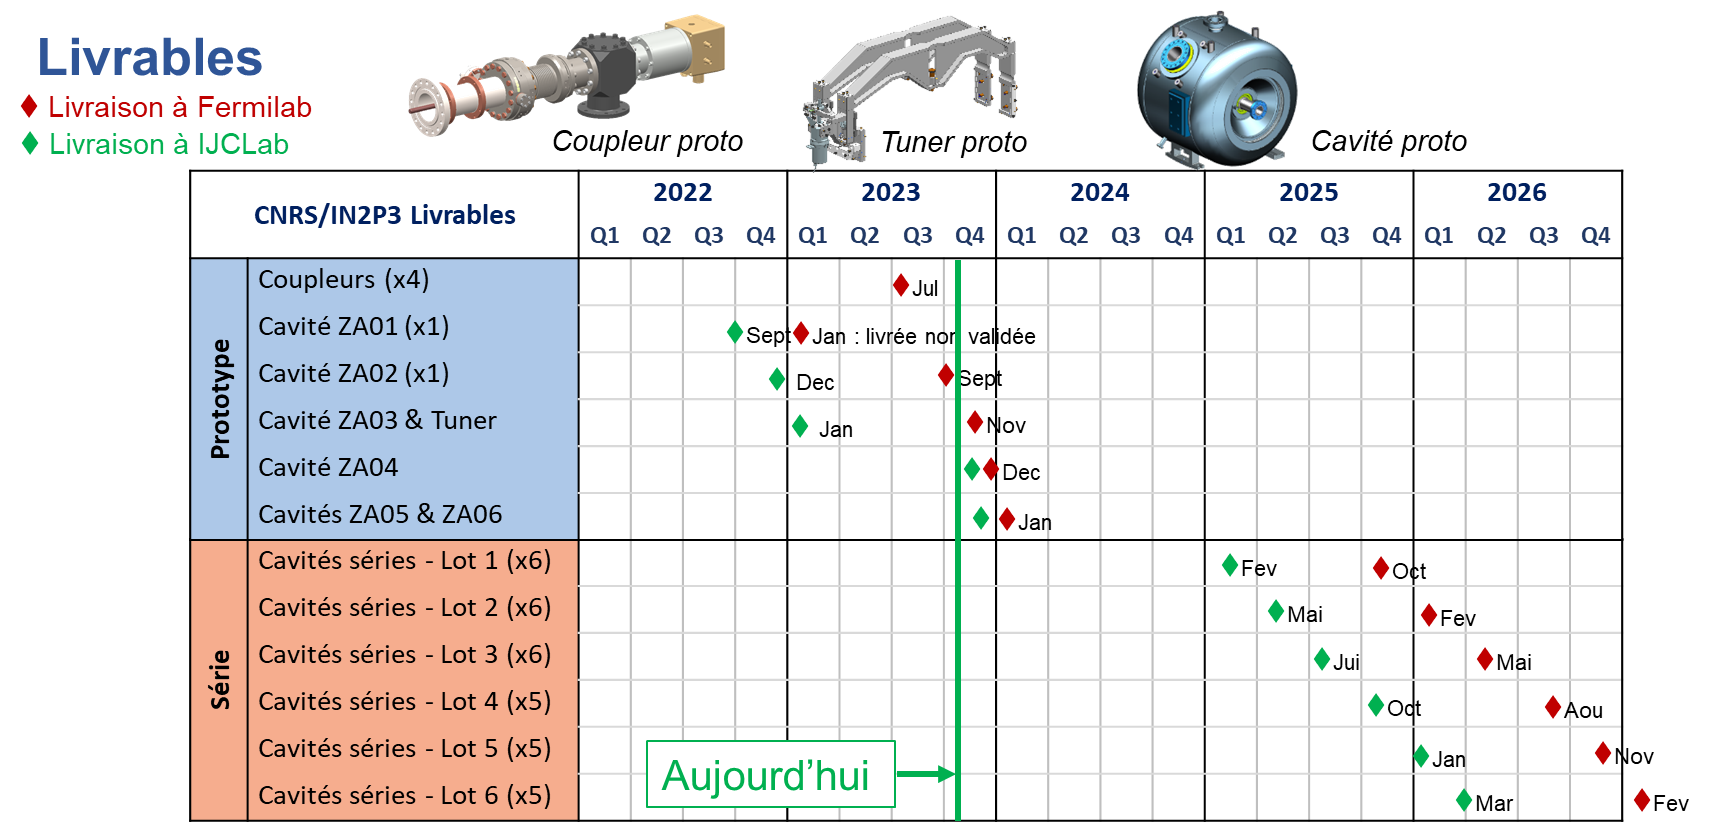 Livrables
Livraison à Fermilab
Livraison à IJCLab
Coupleur proto
Tuner proto
Cavité proto
CNRS/IN2P3 Livrables
2022 2023 2024 2025 2026
Q1 Q2 Q3 Q4 Q1 Q2 Q3 Q4 Q1 Q2 Q3 Q4 Q1 Q2 Q3 Q4 Q1 Q2 Q3 Q4
Prototype
Coupleurs (x4) Jul
Cavité ZA01 (x1) Sept Jan : livrée non validée
Cavité ZA02 (x1) Dec Sept
Cavité ZA03 & Tuner Jan Nov
Cavité ZA04 Dec
Cavités ZA05 & ZA06 Jan
Série
Cavités séries - Lot 1 (x6) Fev Oct
Cavités séries - Lot 2 (x6) Mai Fev
Cavités séries - Lot 3 (x6) Jui Mai
Cavités séries - Lot 4 (x5) Oct Aou
Cavités séries - Lot 5 (x5) Jan Nov
Cavités séries - Lot 6 (x5) Mar Fev
Aujourd’hui